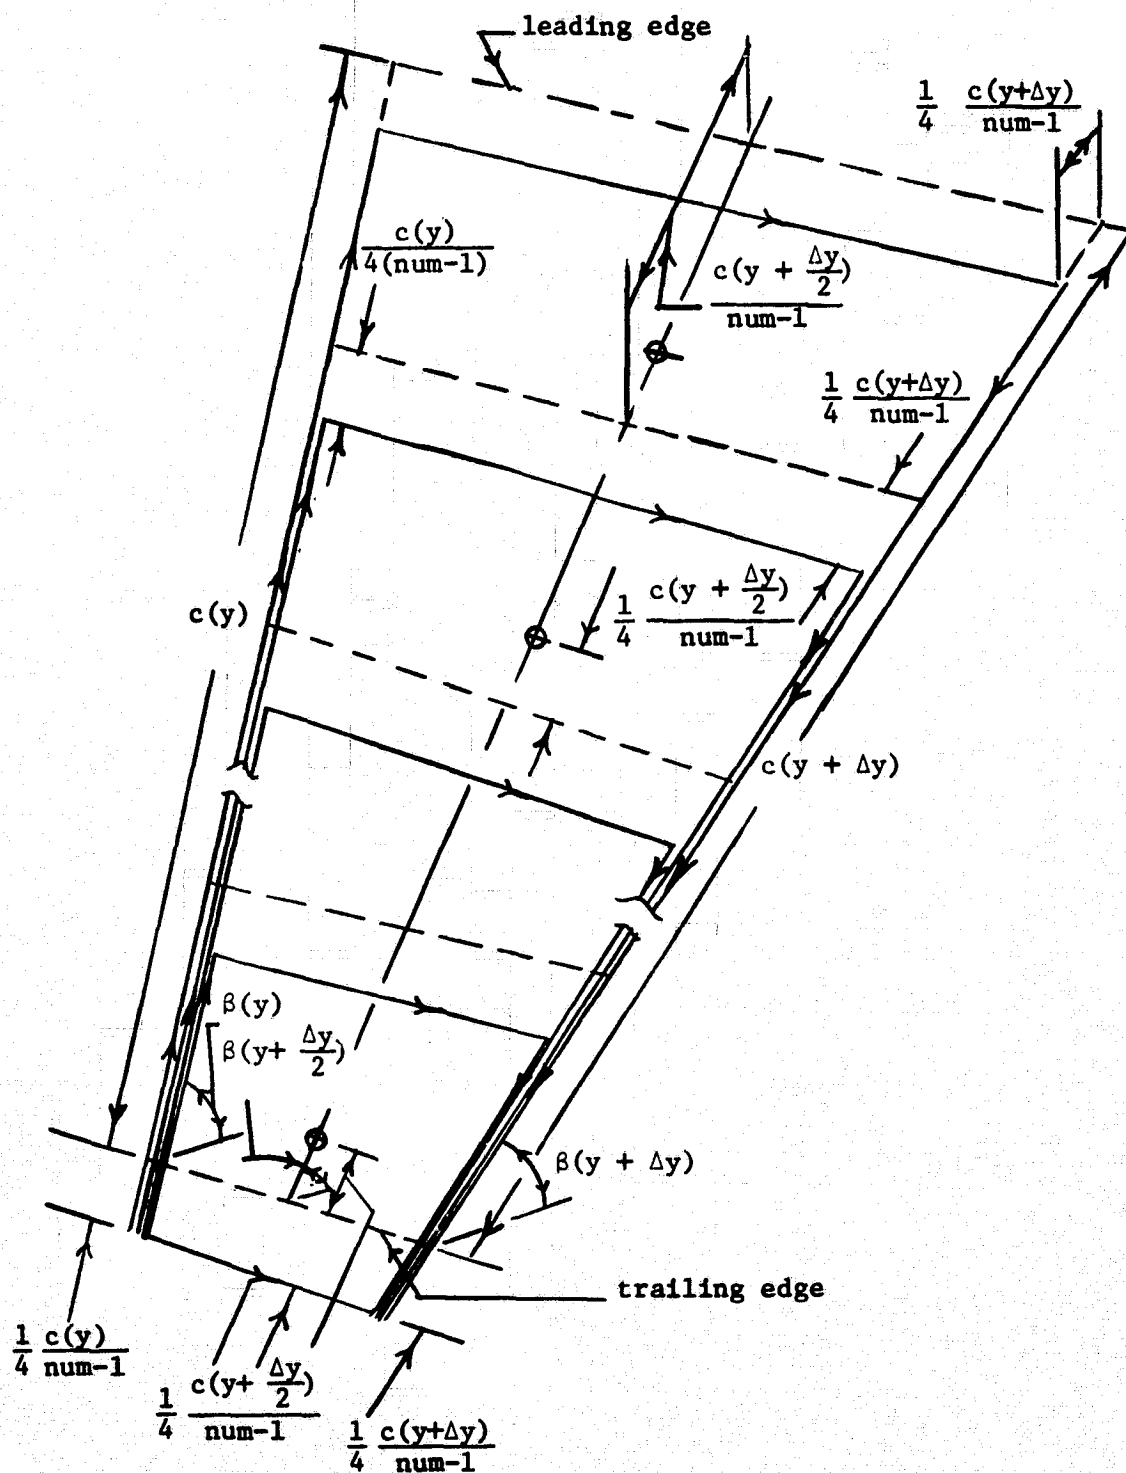 leading edge
1/4 c(y+Δy)/num-1
c(y)/4(num-1)
c(y + Δy/2)/num-1
1/4 c(y+Δy)/num-1
c(y)
1/4 c(y + Δy/2)/num-1
c(y + Δy)
β(y)
β(y+ Δy/2)
β(y + Δy)
trailing edge
1/4 c(y)/num-1
1/4 c(y+ Δy/2)/num-1
1/4 c(y+Δy)/num-1